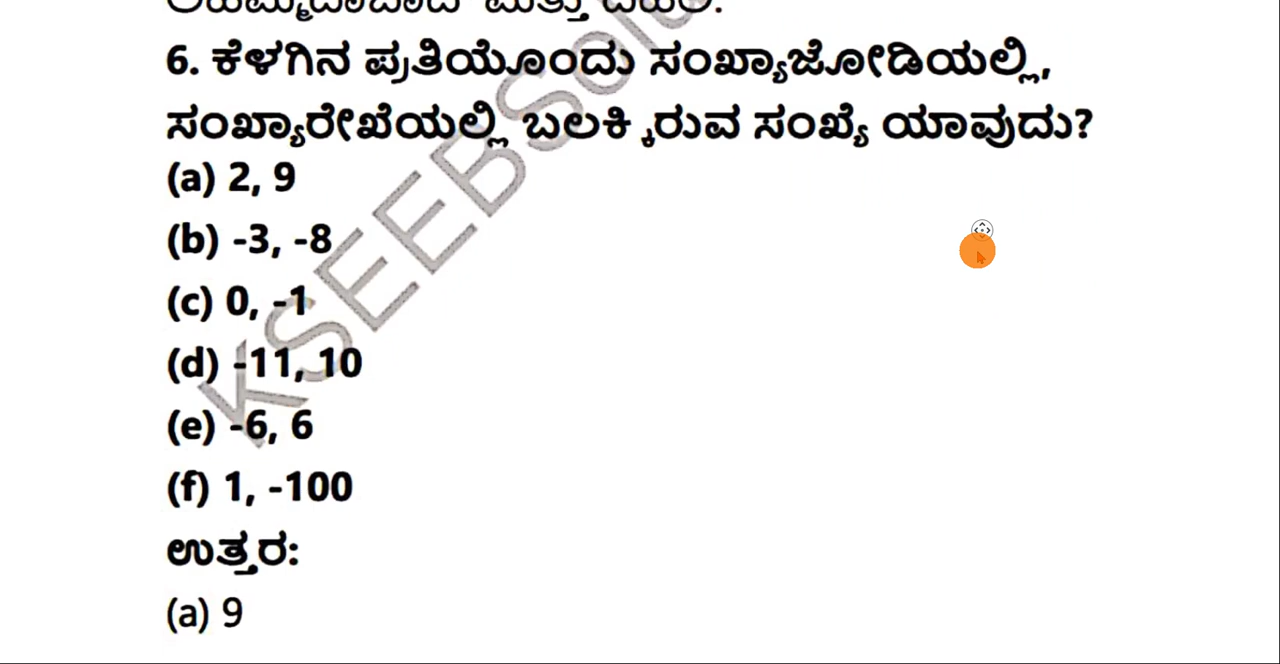 6. ಕೆಳಗಿನ ಪ್ರತಿಯೊಂದು ಸಂಖ್ಯಾಜೋಡಿಯಲ್ಲಿ,
ಸಂಖ್ಯಾರೇಖೆಯಲ್ಲಿ ಬಲಕ್ಕಿರುವ ಸಂಖ್ಯೆ ಯಾವುದು?
(a) 2, 9
(b) -3, -8
(c) 0, -1
(d) -11, 10
(e) -6, 6
(f) 1, -100
ಉತ್ತರ:
(a) 9
KSEEBSolu